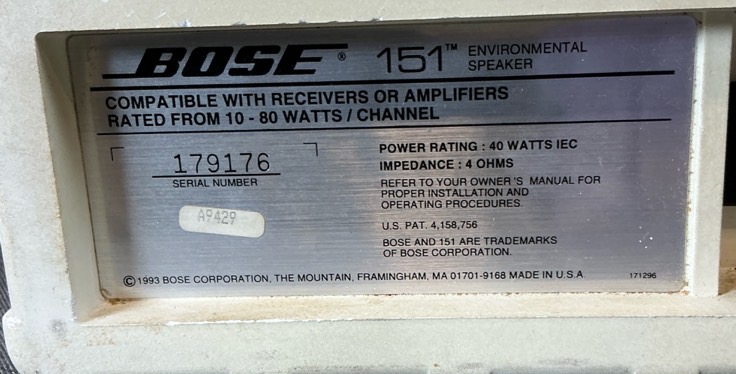 BOSE® 151™ ENVIRONMENTAL
SPEAKER
COMPATIBLE WITH RECEIVERS OR AMPLIFIERS
RATED FROM 10 - 80 WATTS / CHANNEL
179176
SERIAL NUMBER
A9429
POWER RATING : 40 WATTS IEC
IMPEDANCE : 4 OHMS
REFER TO YOUR OWNER'S MANUAL FOR
PROPER INSTALLATION AND
OPERATING PROCEDURES.
U.S. PAT. 4,158,756
BOSE AND 151 ARE TRADEMARKS
OF BOSE CORPORATION.
©1993 BOSE CORPORATION, THE MOUNTAIN, FRAMINGHAM, MA 01701-9168 MADE IN U.S.A.
171296